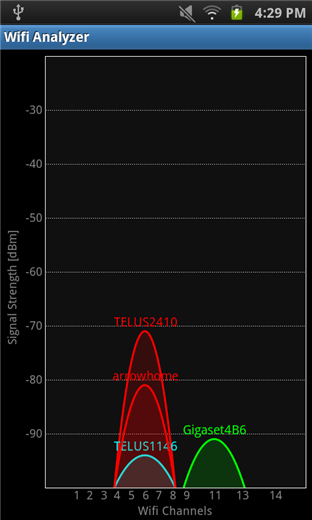 4:29 PM
Wifi Analyzer
-30
-40
-50
-60
-70
-80
-90
Signal Strength [dBm]
TELUS2410
arrowhome
TELUS1146
Gigaset4B6
1 2 3 4 5 6 7 8 9 11 13 14
Wifi Channels